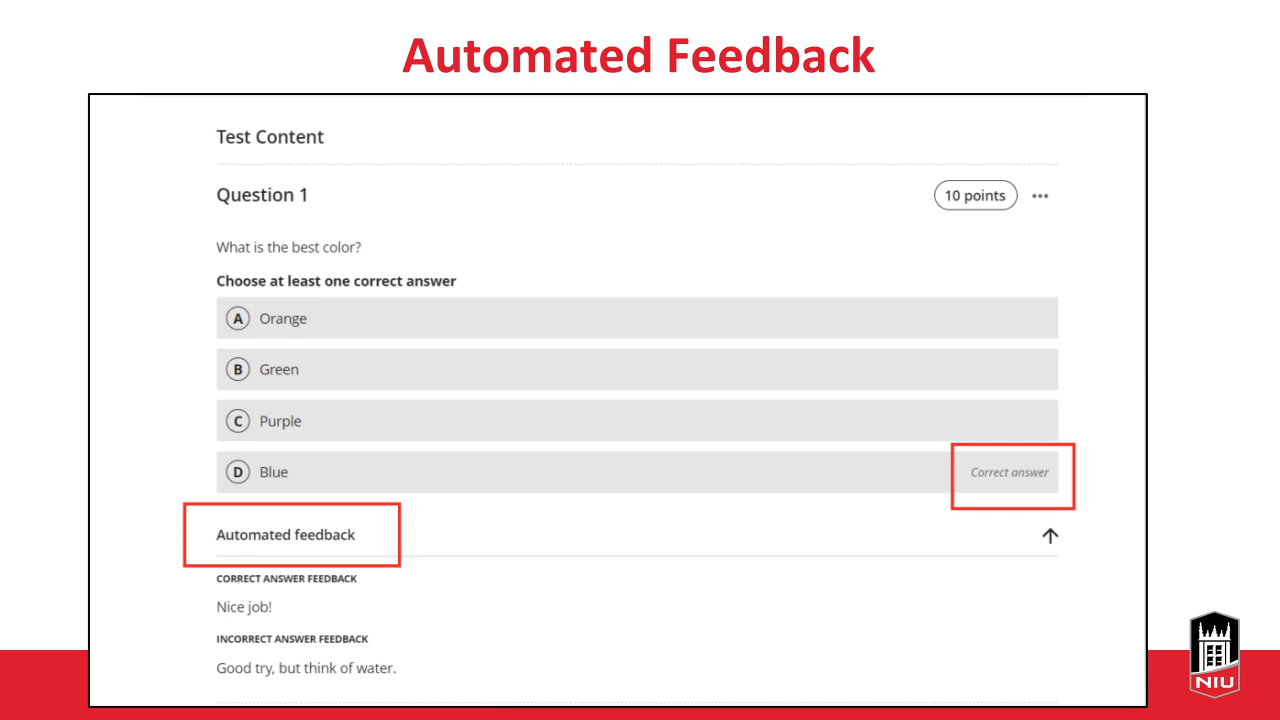 Automated Feedback
Test Content
Question 1
10 points
What is the best color?
Choose at least one correct answer
A Orange
B Green
C Purple
D Blue
Correct answer
Automated feedback
CORRECT ANSWER FEEDBACK
Nice job!
INCORRECT ANSWER FEEDBACK
Good try, but think of water.
NIU